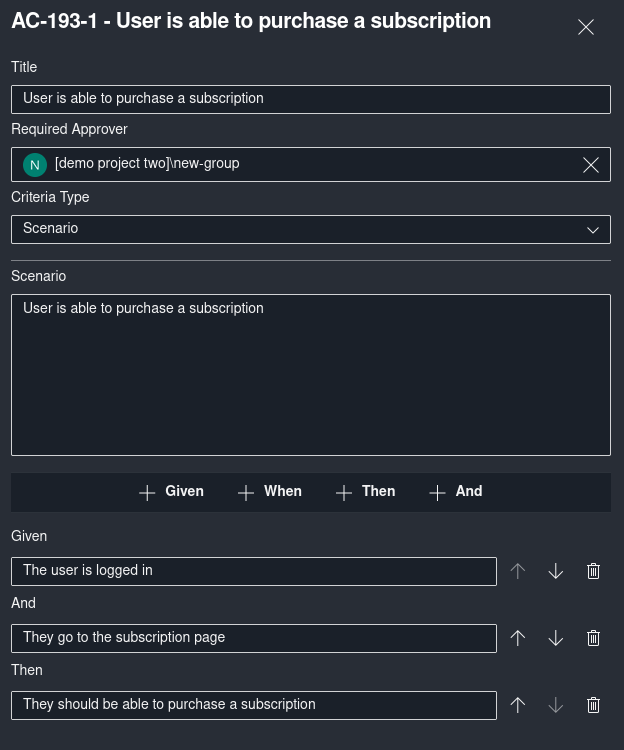 AC-193-1 - User is able to purchase a subscription
Title
User is able to purchase a subscription
Required Approver
N [demo project two]\new-group
Criteria Type
Scenario
Scenario
User is able to purchase a subscription
Given When Then And
Given
The user is logged in
And
They go to the subscription page
Then
They should be able to purchase a subscription